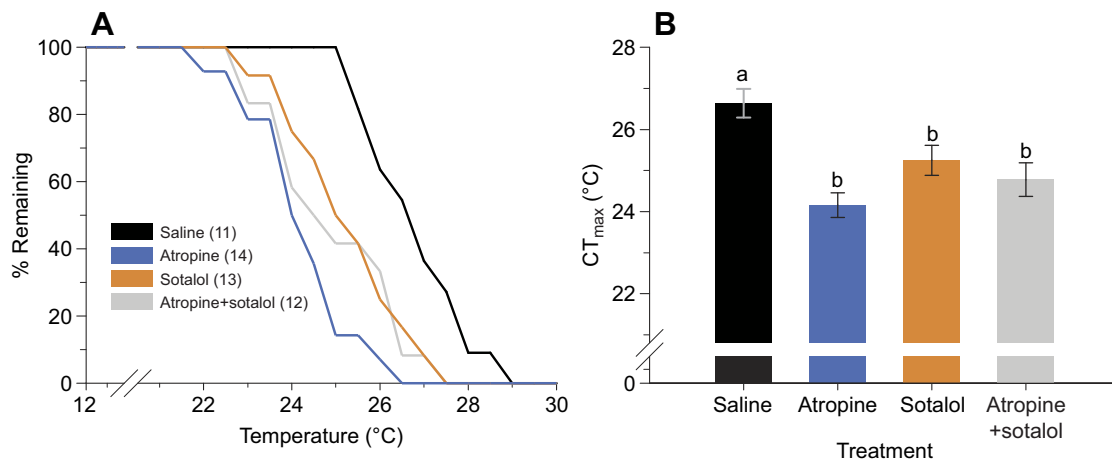 A
100
80
60
40
20
0
% Remaining
Saline (11)
Atropine (14)
Sotalol (13)
Atropine+sotalol (12)
12
22
24
26
28
30
Temperature (°C)
B
28
26
24
22
0
CTmax (°C)
a
b
b
b
Saline
Atropine
Sotalol
Atropine
+sotalol
Treatment